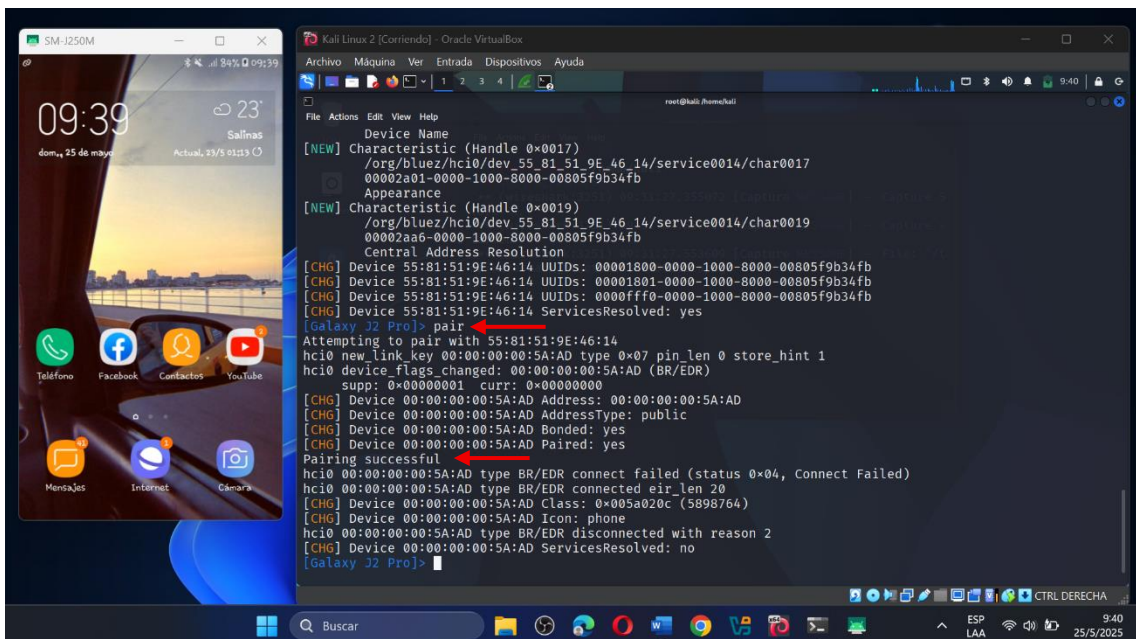 SM-J250M
84% 09:39
09:39
23°
Salinas
dom., 25 de mayo
Actual. 23/5 01:13
Teléfono
Facebook
Contactos
YouTube
Mensajes
Internet
Cámara
Kali Linux 2 [Corriendo] - Oracle VirtualBox
Archivo Máquina Ver Entrada Dispositivos Ayuda
1 2 3 4
9:40
root@kali: /home/kali
File Actions Edit View Help
Device Name
[NEW] Characteristic (Handle 0×0017)
/org/bluez/hci0/dev_55_81_51_9E_46_14/service0014/char0017
00002a01-0000-1000-8000-00805f9b34fb
Appearance
[NEW] Characteristic (Handle 0×0019)
/org/bluez/hci0/dev_55_81_51_9E_46_14/service0014/char0019
00002aa6-0000-1000-8000-00805f9b34fb
Central Address Resolution
[CHG] Device 55:81:51:9E:46:14 UUIDs: 00001800-0000-1000-8000-00805f9b34fb
[CHG] Device 55:81:51:9E:46:14 UUIDs: 00001801-0000-1000-8000-00805f9b34fb
[CHG] Device 55:81:51:9E:46:14 UUIDs: 0000fff0-0000-1000-8000-00805f9b34fb
[CHG] Device 55:81:51:9E:46:14 ServicesResolved: yes
[Galaxy J2 Pro]> pair
Attempting to pair with 55:81:51:9E:46:14
hci0 new_link_key 00:00:00:00:5A:AD type 0×07 pin_len 0 store_hint 1
hci0 device_flags_changed: 00:00:00:00:5A:AD (BR/EDR)
supp: 0×00000001 curr: 0×00000000
[CHG] Device 00:00:00:00:5A:AD Address: 00:00:00:00:5A:AD
[CHG] Device 00:00:00:00:5A:AD AddressType: public
[CHG] Device 00:00:00:00:5A:AD Bonded: yes
[CHG] Device 00:00:00:00:5A:AD Paired: yes
Pairing successful
hci0 00:00:00:00:5A:AD type BR/EDR connect failed (status 0×04, Connect Failed)
hci0 00:00:00:00:5A:AD type BR/EDR connected eir_len 20
[CHG] Device 00:00:00:00:5A:AD Class: 0×005a020c (5898764)
[CHG] Device 00:00:00:00:5A:AD Icon: phone
hci0 00:00:00:00:5A:AD type BR/EDR disconnected with reason 2
[CHG] Device 00:00:00:00:5A:AD ServicesResolved: no
[Galaxy J2 Pro]>
CTRL DERECHA
Buscar
ESP
LAA
9:40
25/5/2025